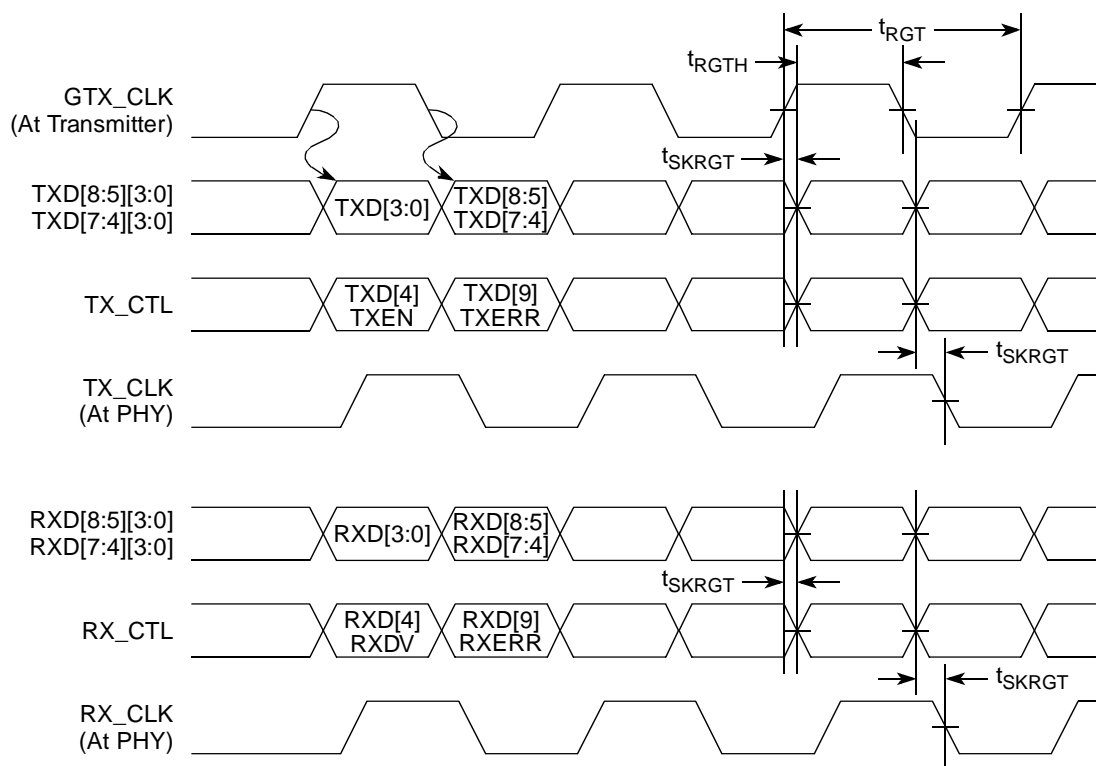 tRGT
tRGTH
GTX_CLK
(At Transmitter)
tSKRGT
TXD[8:5][3:0]
TXD[7:4][3:0]
TXD[3:0]
TXD[8:5]
TXD[7:4]
TX_CTL
TXD[4]
TXEN
TXD[9]
TXERR
tSKRGT
TX_CLK
(At PHY)
RXD[8:5][3:0]
RXD[7:4][3:0]
RXD[3:0]
RXD[8:5]
RXD[7:4]
tSKRGT
RX_CTL
RXD[4]
RXDV
RXD[9]
RXERR
tSKRGT
RX_CLK
(At PHY)